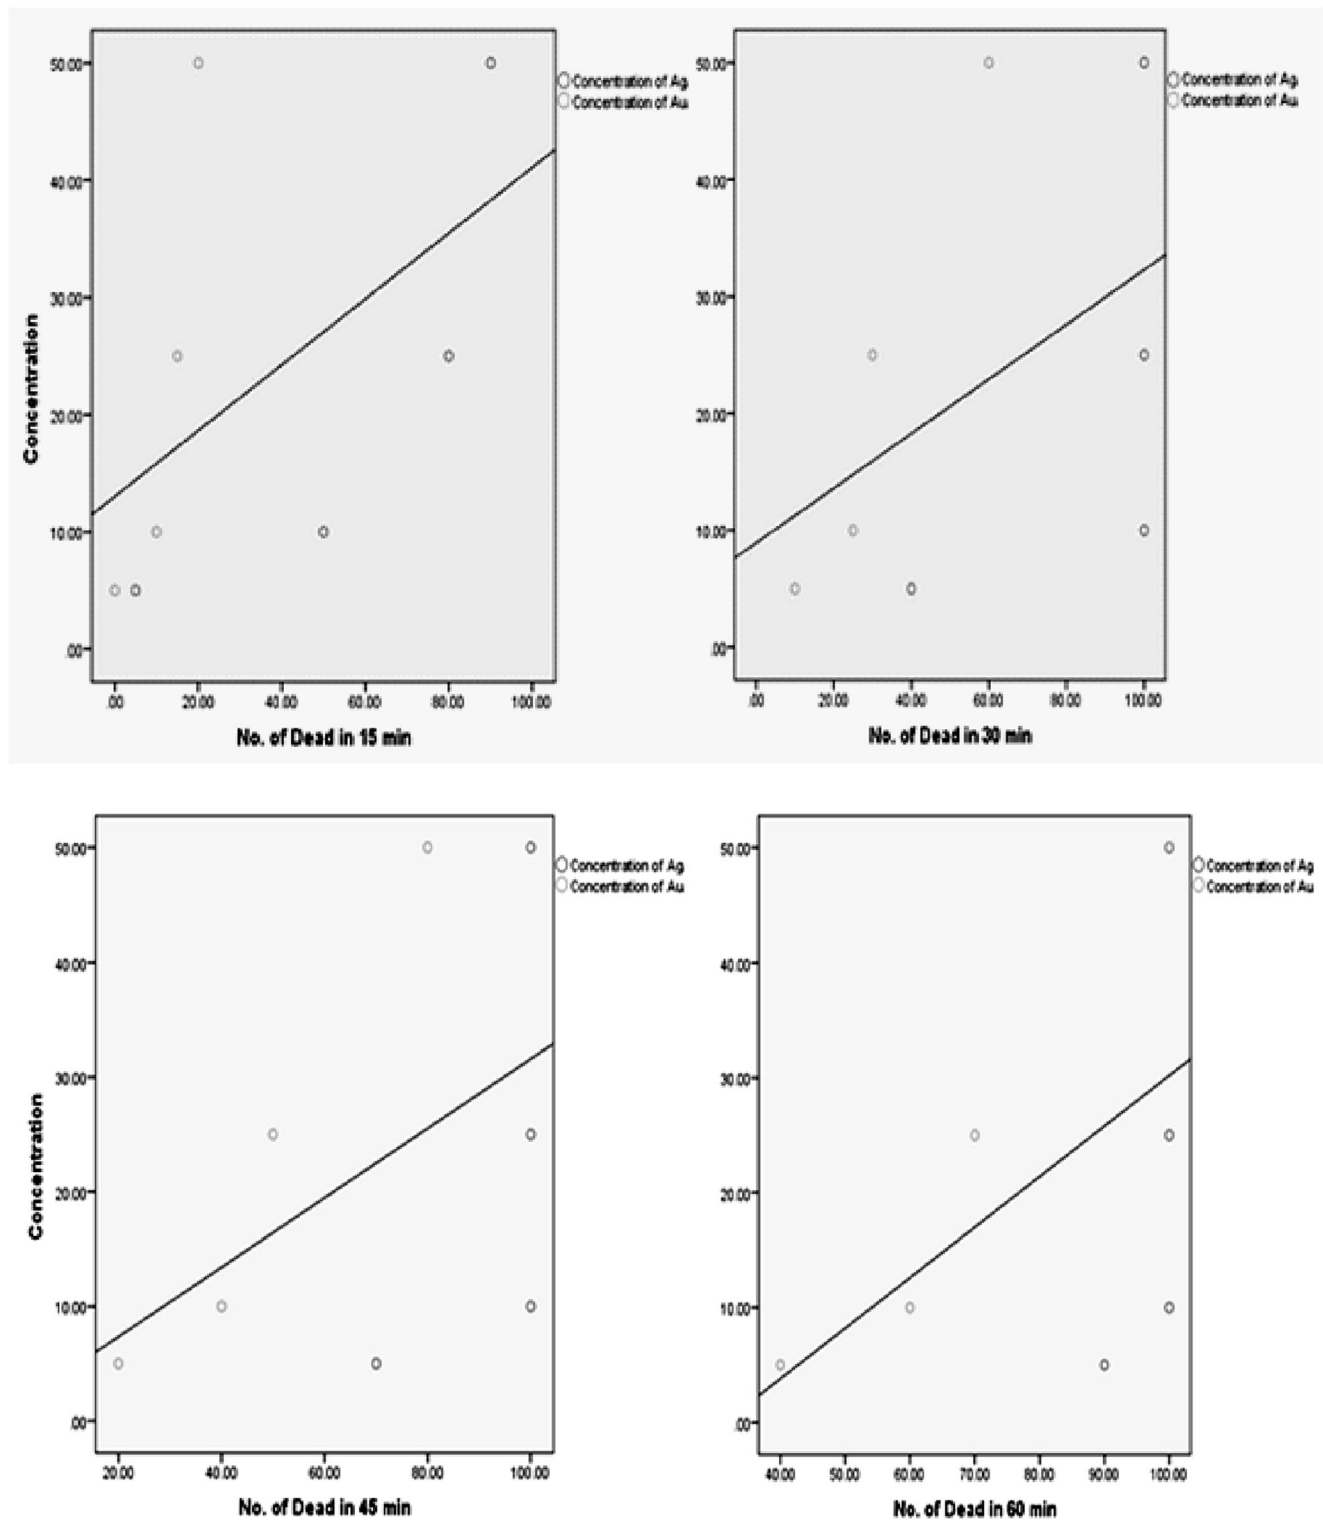 50.00
40.00
30.00
20.00
10.00
.00
Concentration
.00 20.00 40.00 60.00 80.00 100.00
No. of Dead in 15 min
Concentration of Ag
Concentration of Au
50.00
40.00
30.00
20.00
10.00
.00
.00 20.00 40.00 60.00 80.00 100.00
No. of Dead in 30 min
Concentration of Ag
Concentration of Au
50.00
40.00
30.00
20.00
10.00
.00
Concentration
20.00 40.00 60.00 80.00 100.00
No. of Dead in 45 min
Concentration of Ag
Concentration of Au
50.00
40.00
30.00
20.00
10.00
.00
40.00 50.00 60.00 70.00 80.00 90.00 100.00
No. of Dead in 60 min
Concentration of Ag
Concentration of Au